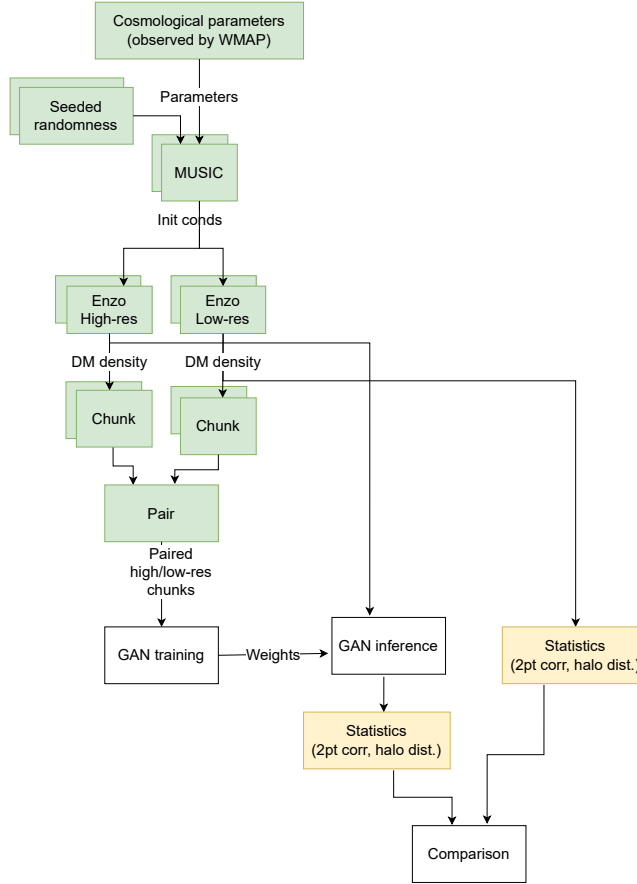 Cosmological parameters
(observed by WMAP)
Parameters
Seeded
randomness
MUSIC
Init conds
Enzo
High-res
Enzo
Low-res
DM density
DM density
Chunk
Chunk
Pair
Paired
high/low-res
chunks
GAN training
Weights
GAN inference
Statistics
(2pt corr, halo dist.)
Statistics
(2pt corr, halo dist.)
Comparison